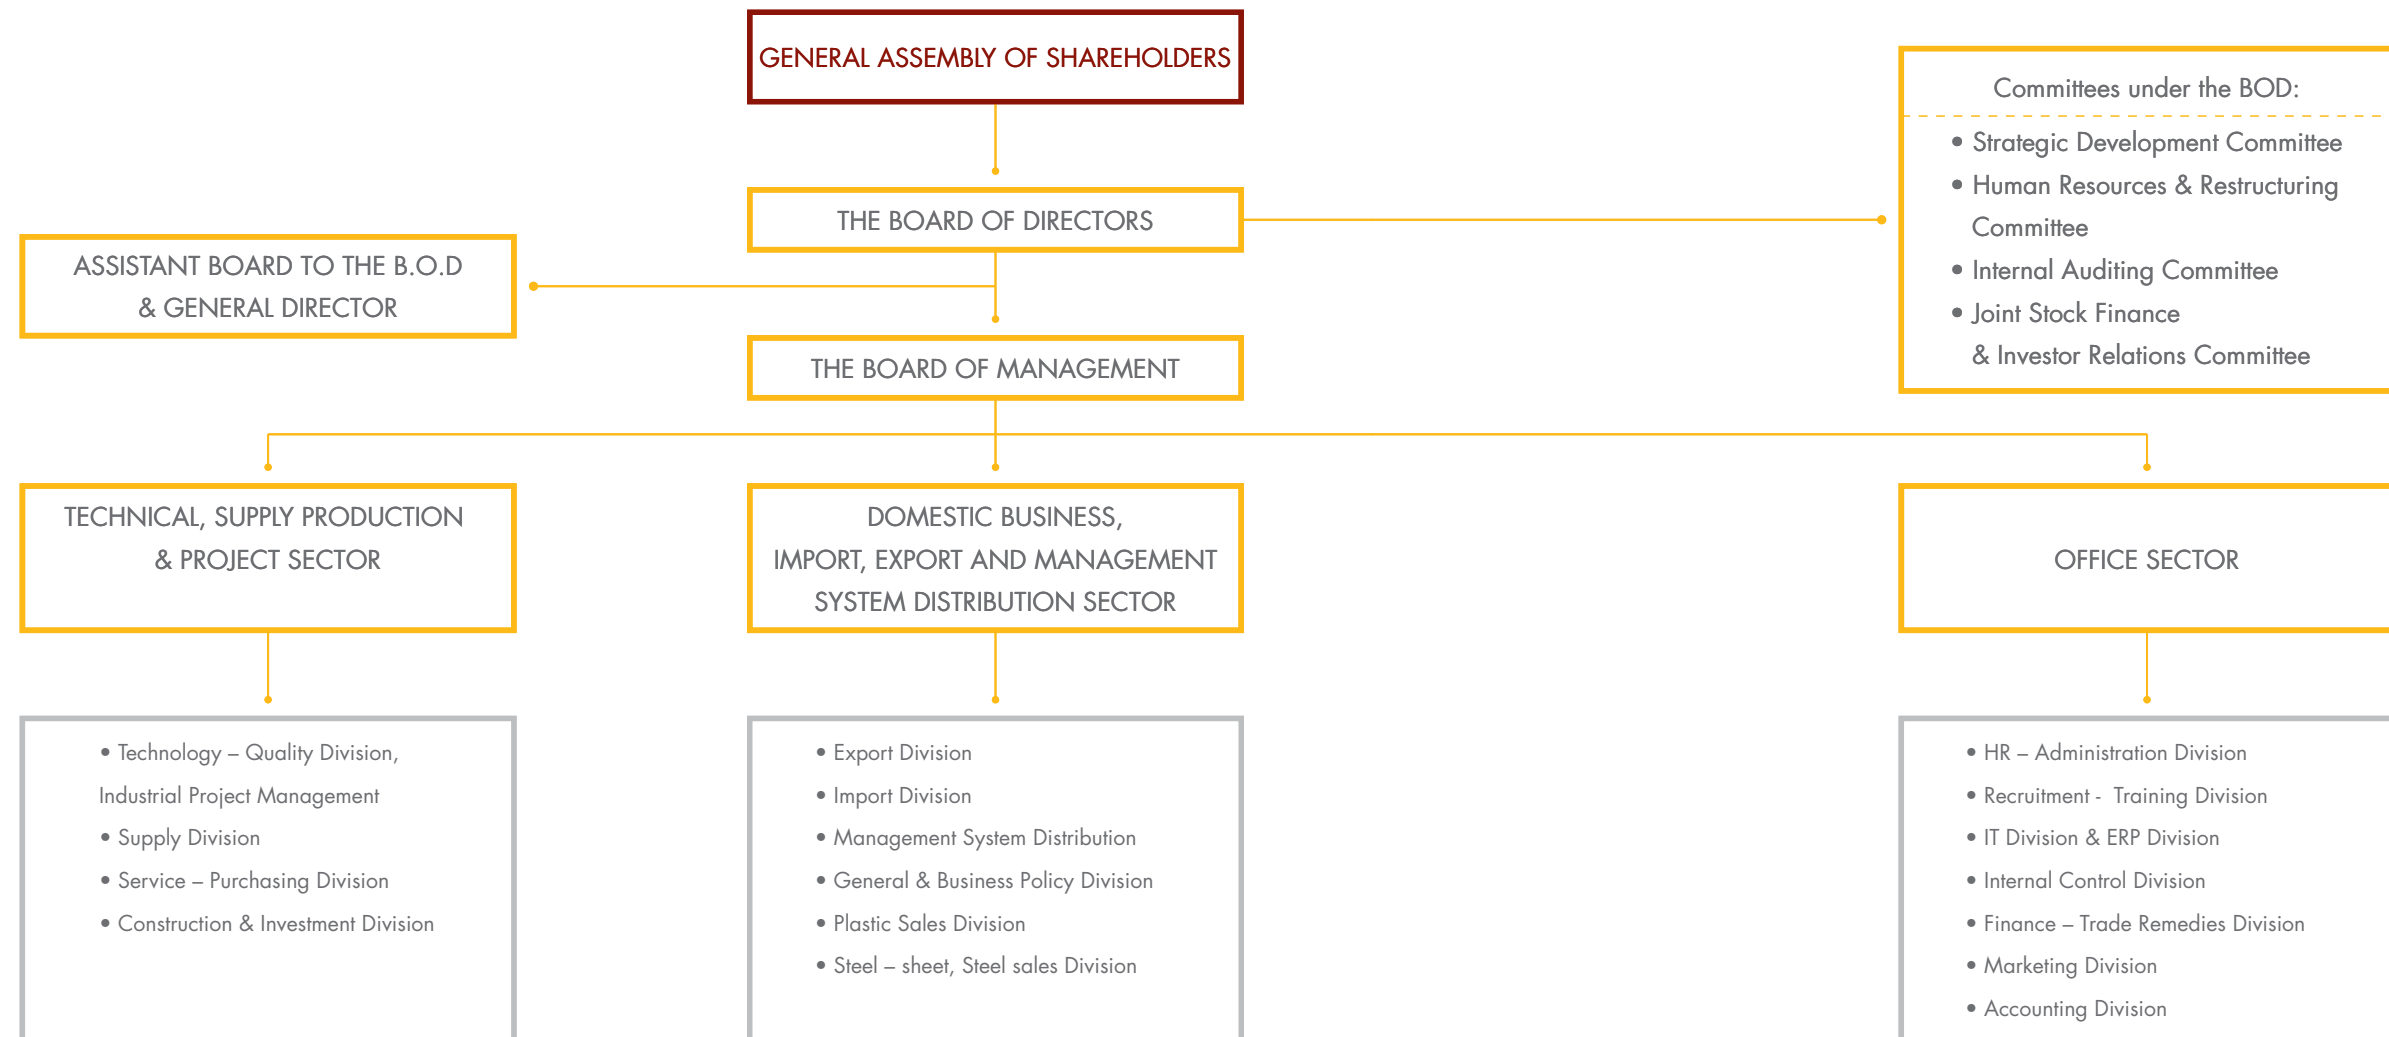 GENERAL ASSEMBLY OF SHAREHOLDERS
Committees under the BOD:
• Strategic Development Committee
• Human Resources & Restructuring
Committee
• Internal Auditing Committee
• Joint Stock Finance
& Investor Relations Committee
THE BOARD OF DIRECTORS
ASSISTANT BOARD TO THE B.O.D
& GENERAL DIRECTOR
THE BOARD OF MANAGEMENT
TECHNICAL, SUPPLY PRODUCTION
& PROJECT SECTOR
DOMESTIC BUSINESS,
IMPORT, EXPORT AND MANAGEMENT
SYSTEM DISTRIBUTION SECTOR
OFFICE SECTOR
• Technology – Quality Division,
Industrial Project Management
• Supply Division
• Service – Purchasing Division
• Construction & Investment Division
• Export Division
• Import Division
• Management System Distribution
• General & Business Policy Division
• Plastic Sales Division
• Steel – sheet, Steel sales Division
• HR – Administration Division
• Recruitment -  Training Division
• IT Division & ERP Division
• Internal Control Division
• Finance – Trade Remedies Division
• Marketing Division
• Accounting Division